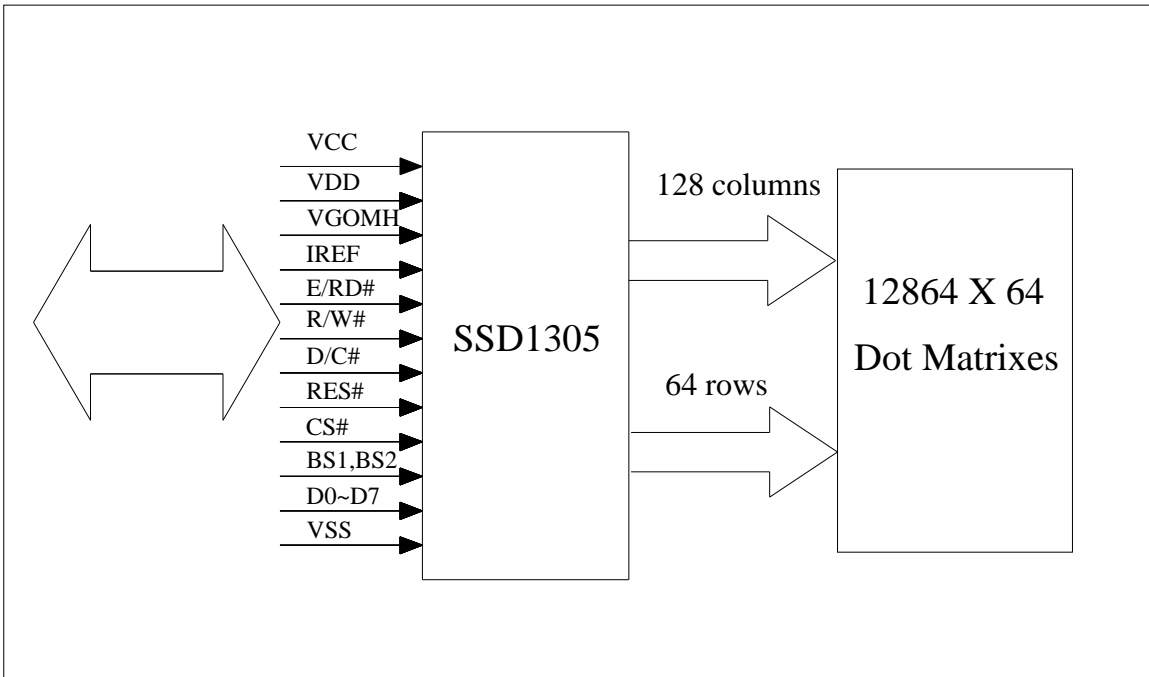 VCC
VDD
VGOMH
IREF
E/RD#
R/W#
D/C#
RES#
CS#
BS1,BS2
D0~D7
VSS
SSD1305
128 columns
64 rows
12864 X 64
Dot Matrixes